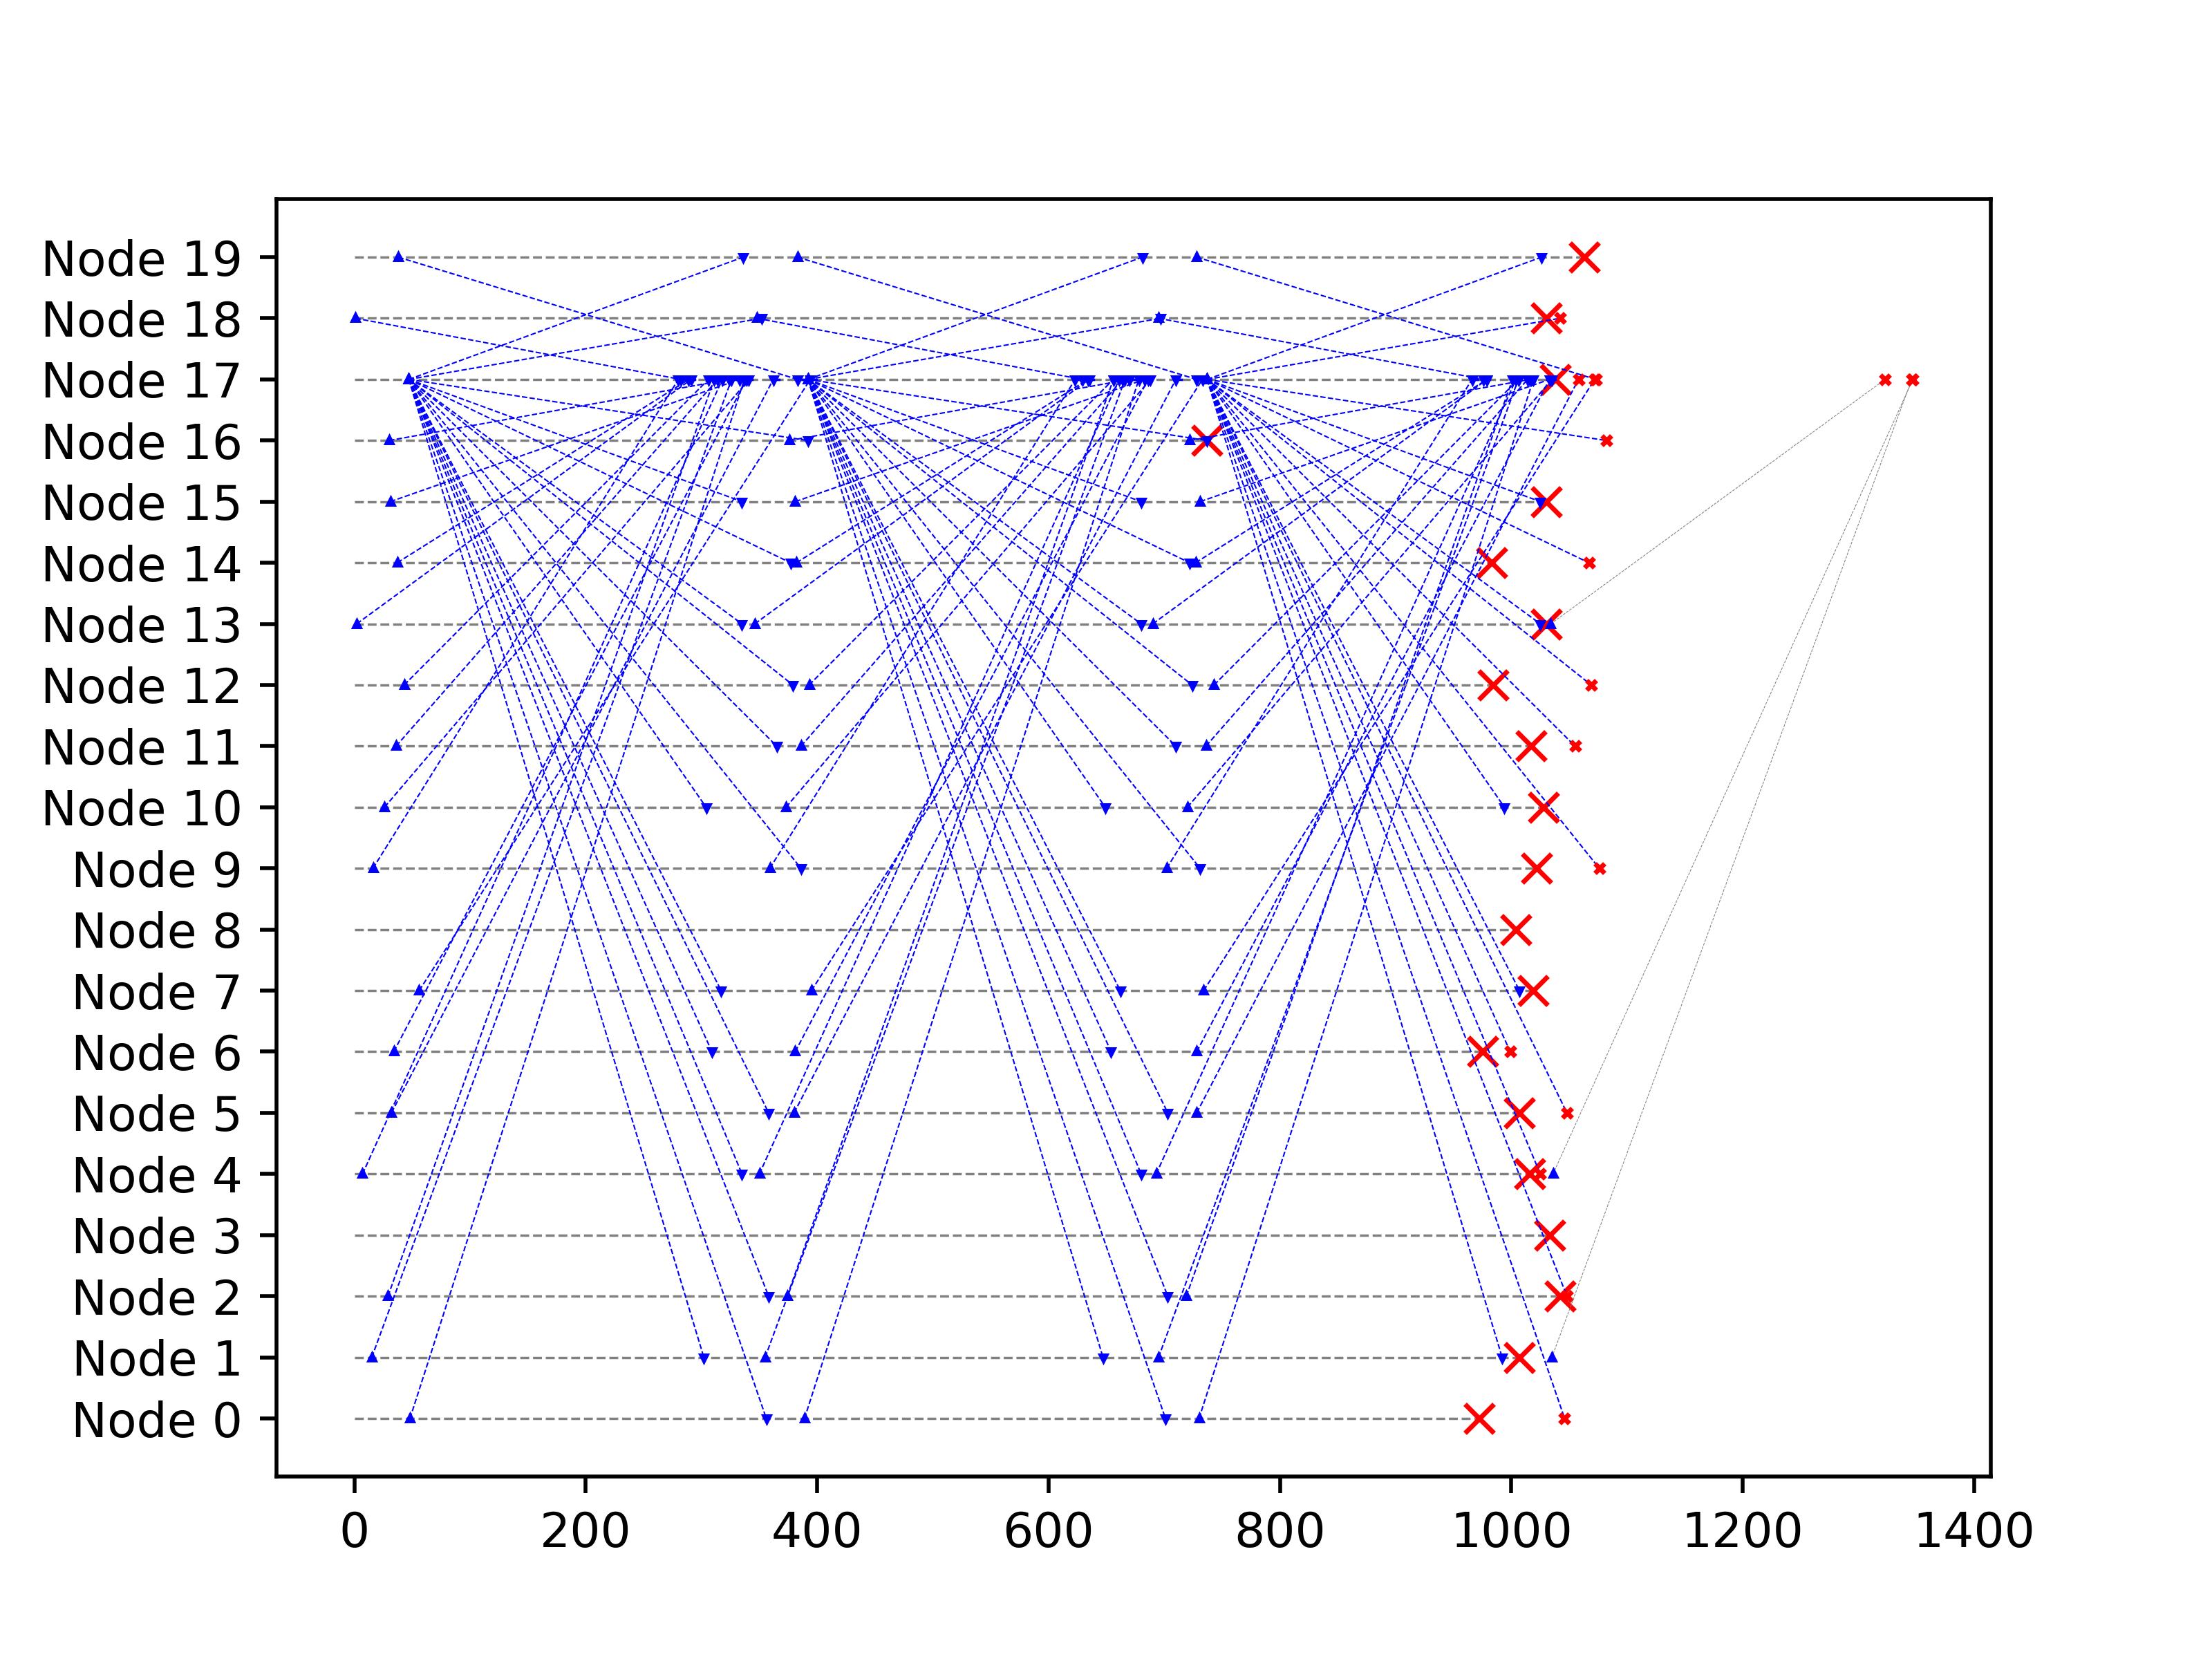 Node 19
Node 18
Node 17
Node 16
Node 15
Node 14
Node 13
Node 12
Node 11
Node 10
Node 9
Node 8
Node 7
Node 6
Node 5
Node 4
Node 3
Node 2
Node 1
Node 0
0 200 400 600 800 1000 1200 1400